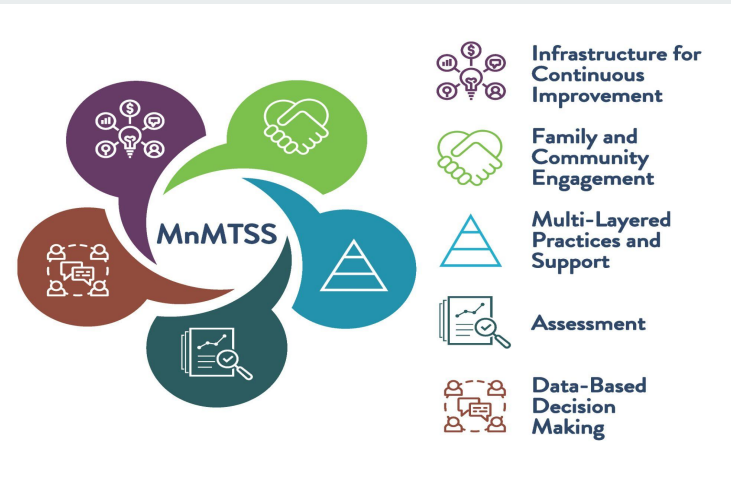 MnMTSS
Infrastructure for
Continuous
Improvement
Family and
Community
Engagement
Multi-Layered
Practices and
Support
Assessment
Data-Based
Decision
Making